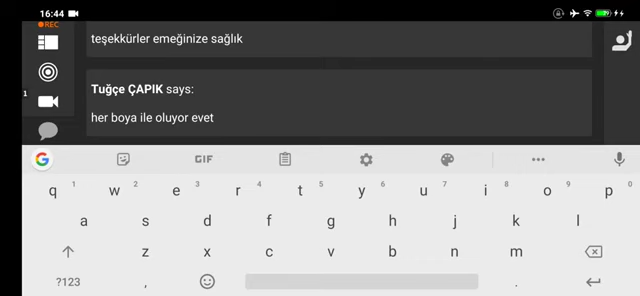 16:44
REC
teşekkürler emeğinize sağlık
1
Tuğçe ÇAPIK says:
her boya ile oluyor evet
G GIF
q 1 w 2 e 3 r 4 t 5 y 6 u 7 i 8 o 9 p 0
a s d f g h j k l
z x c v b n m
?123 , .